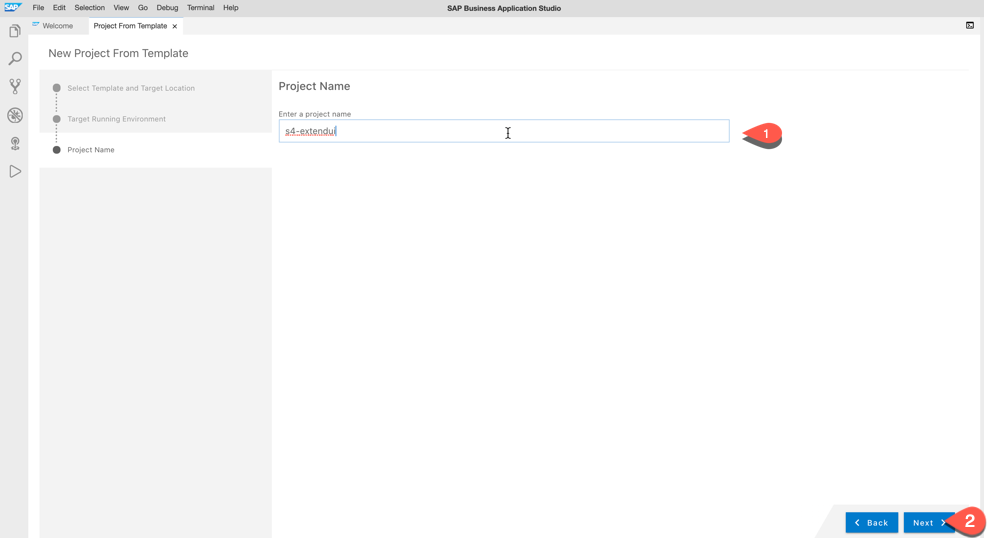 SAP File Edit Selection View Go Debug Terminal Help SAP Business Application Studio
SAP Welcome Project From Template ×
New Project From Template
Select Template and Target Location
Target Running Environment
Project Name
Project Name
Enter a project name
s4-extendui
1
Back Next 2